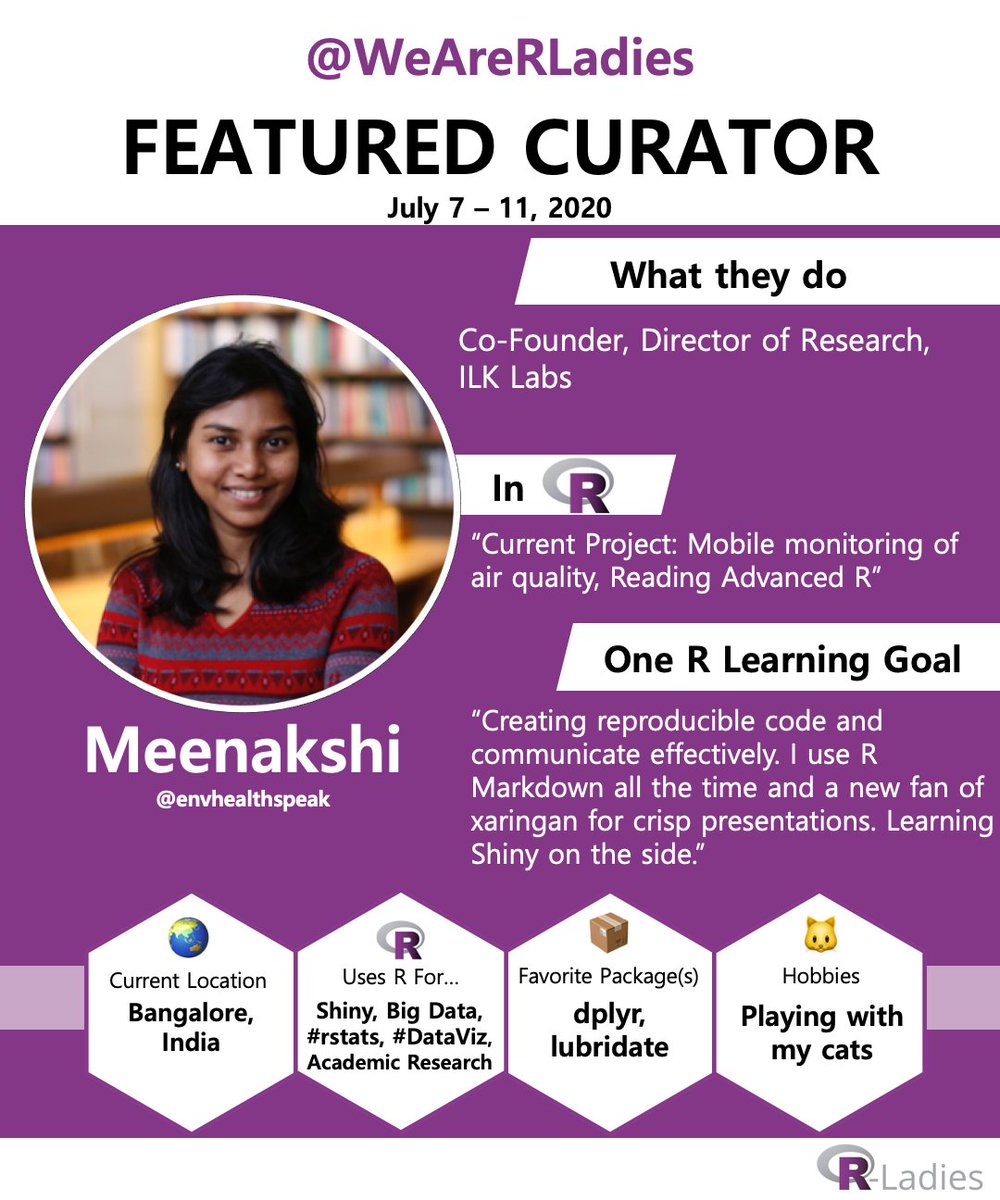 @WeAreRLadies
FEATURED CURATOR
July 7 – 11, 2020
What they do
Co-Founder, Director of Research,
ILK Labs
In R
“Current Project: Mobile monitoring of
air quality, Reading Advanced R”
One R Learning Goal
“Creating reproducible code and
communicate effectively. I use R
Markdown all the time and a new fan of
xaringan for crisp presentations. Learning
Shiny on the side.”
Meenakshi
@envhealthspeak
Current Location
Bangalore,
India
R
Uses R For...
Shiny, Big Data,
#rstats, #DataViz,
Academic Research
Favorite Package(s)
dplyr,
lubridate
Hobbies
Playing with
my cats
R-Ladies